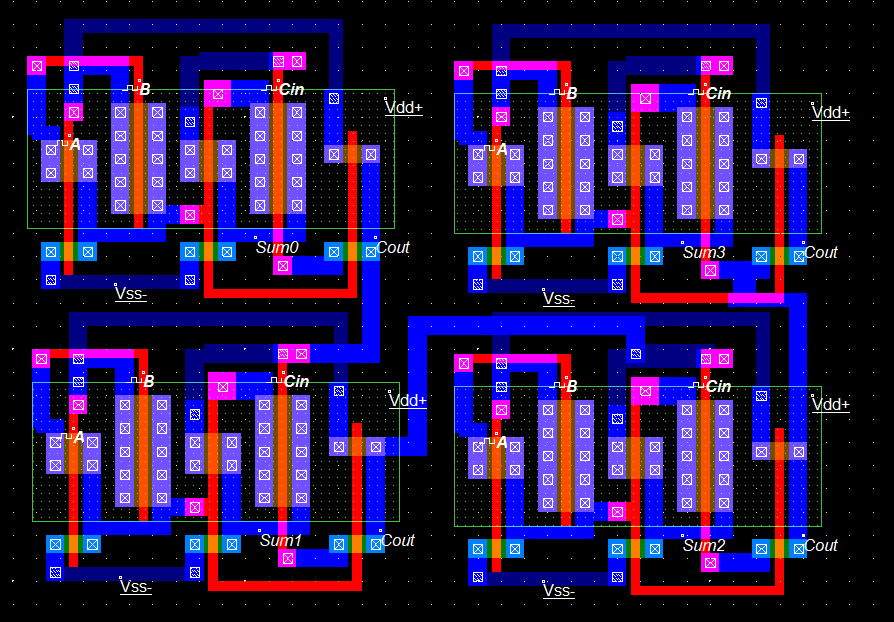 B Cin Vdd+
A
Sum0 Cout
Vss-
B Cin Vdd+
A
Sum3 Cout
Vss-
B Cin Vdd+
A
Sum1 Cout
Vss-
B Cin Vdd+
A
Sum2 Cout
Vss-